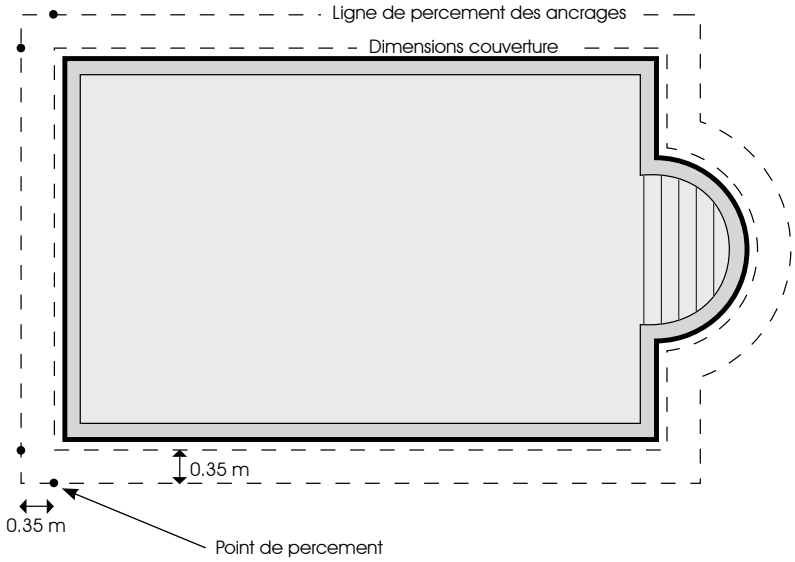 Ligne de percement des ancrages
Dimensions couverture
0.35 m
0.35 m
Point de percement